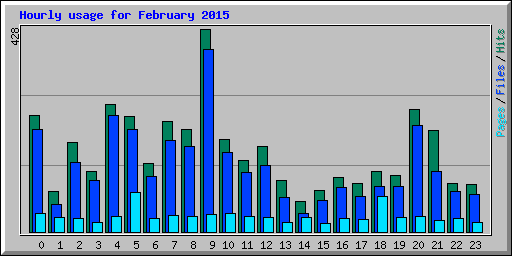 Hourly usage for February 2015
428
Pages/Files/Hits
0 1 2 3 4 5 6 7 8 9 10 11 12 13 14 15 16 17 18 19 20 21 22 23